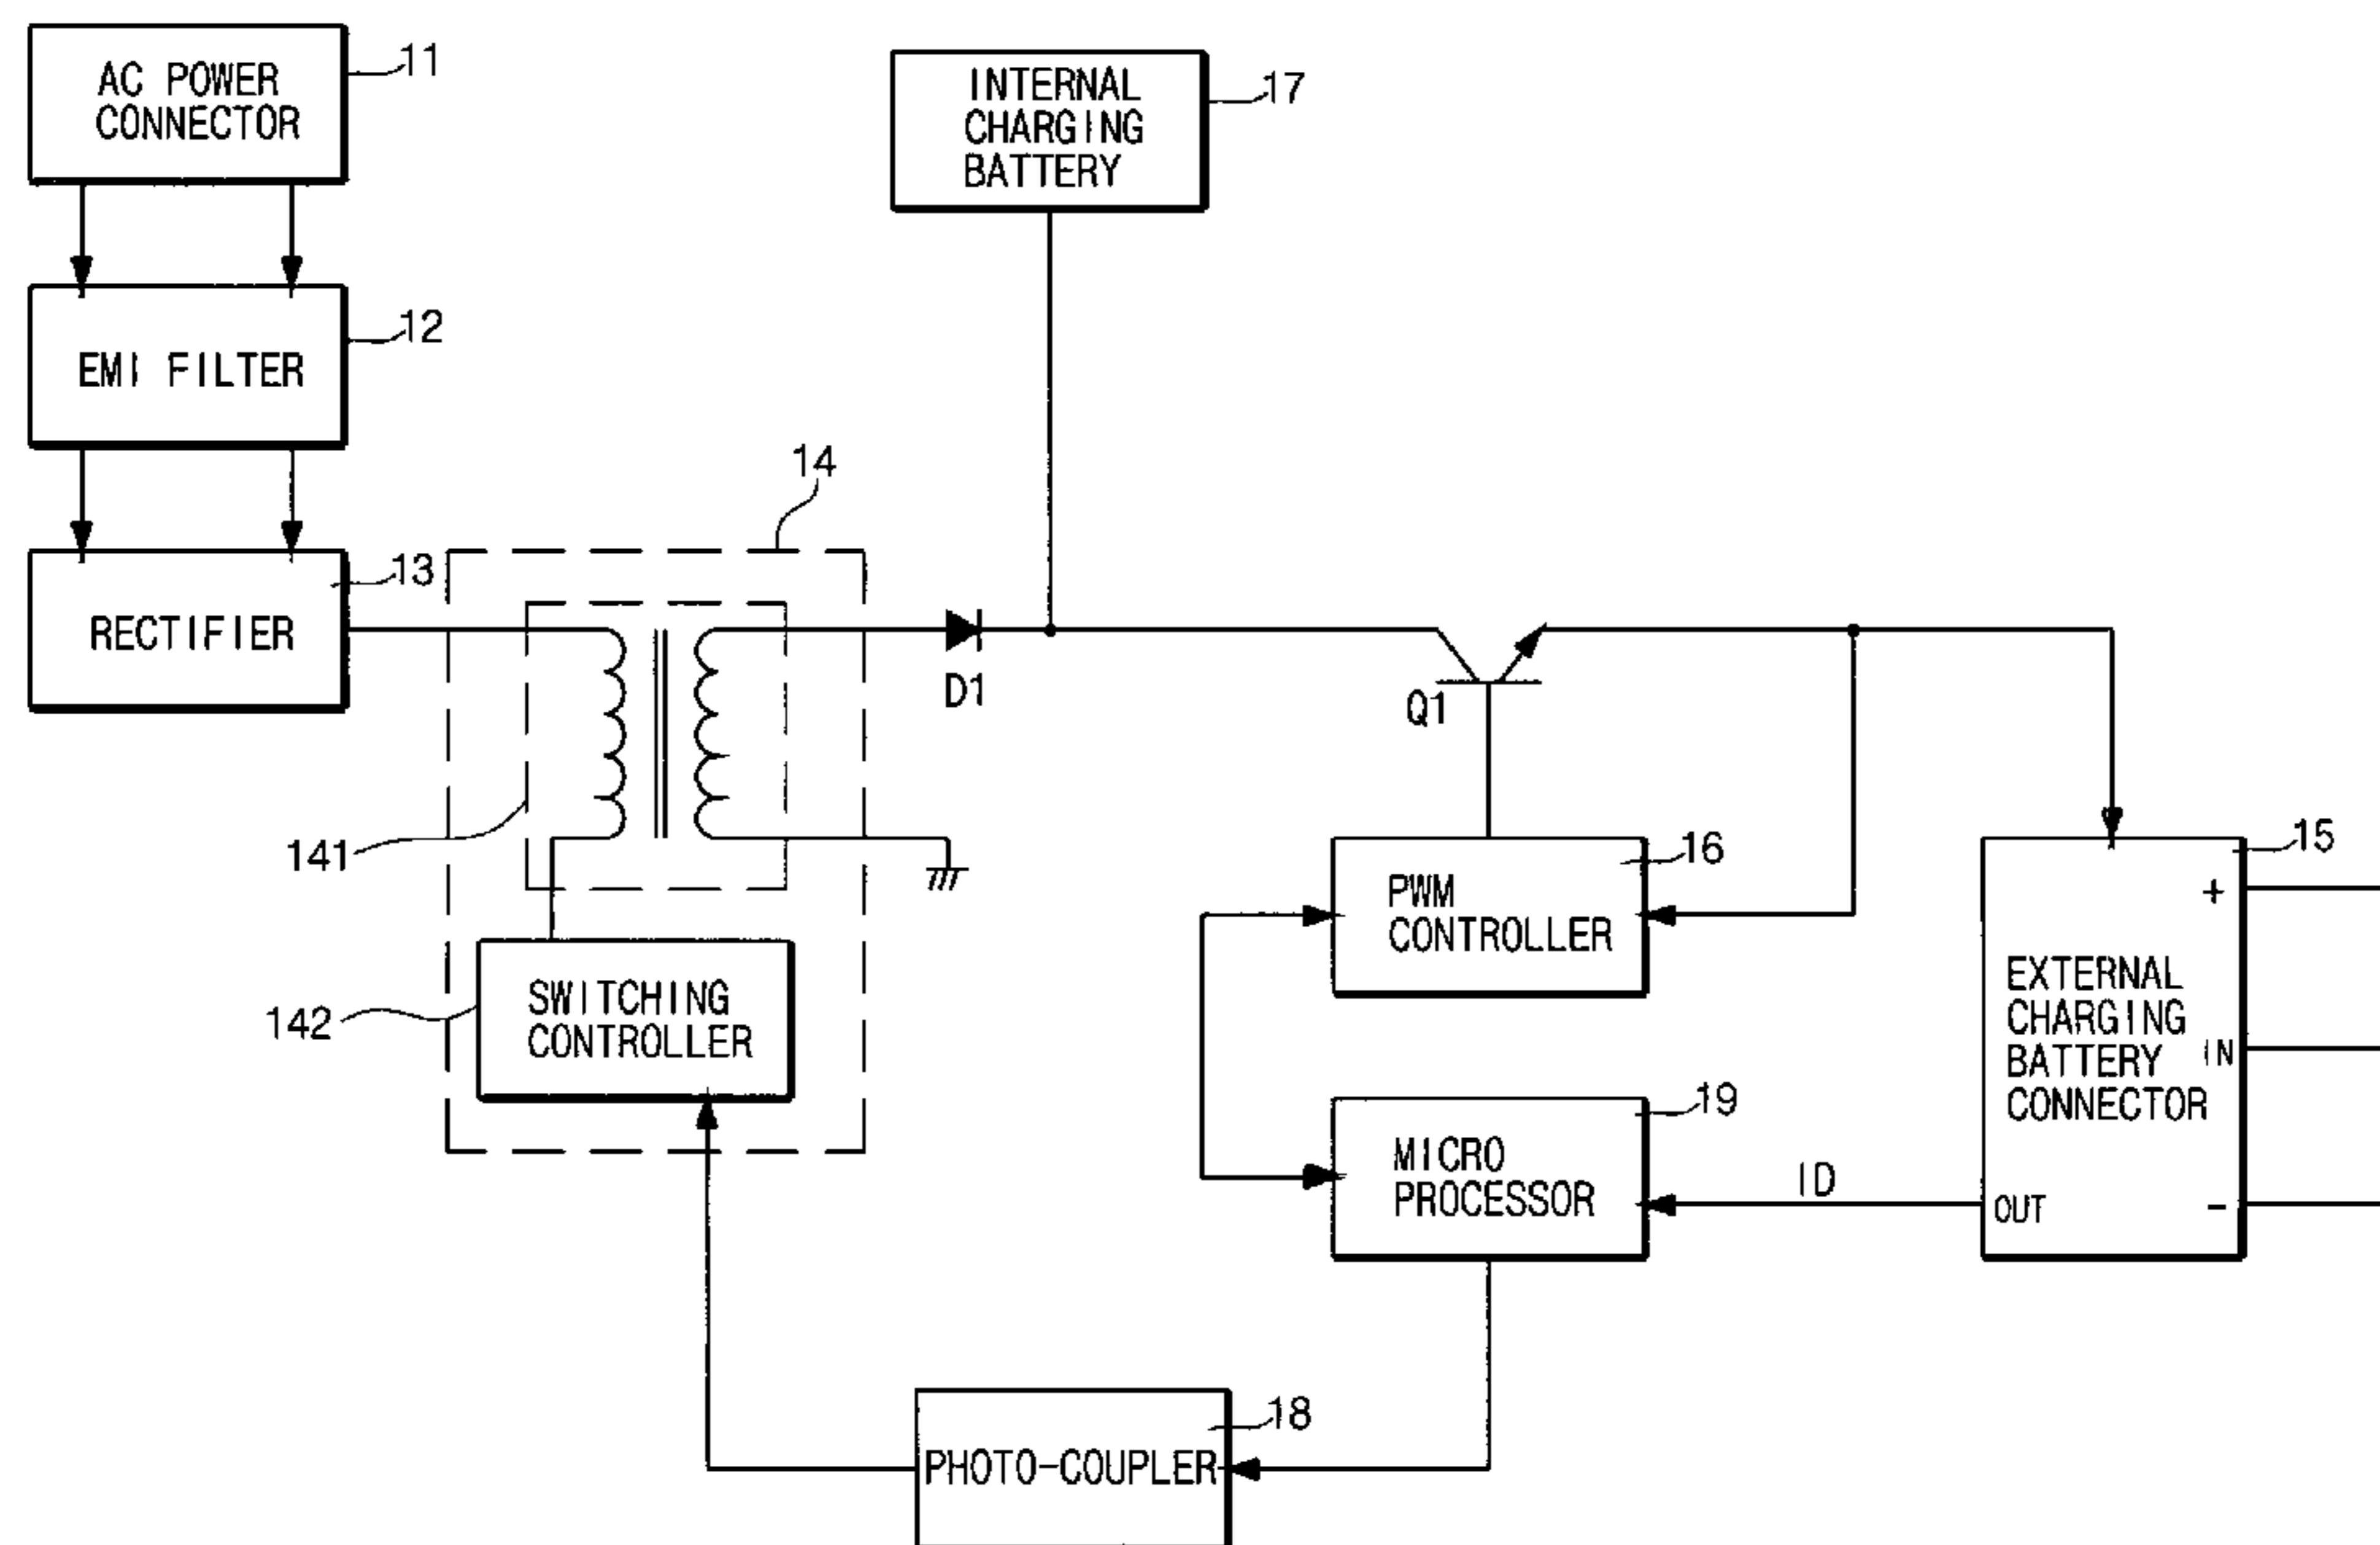 AC POWER
CONNECTOR
11
INTERNAL
CHARGING
BATTERY
17
EMI FILTER
12
14
RECTIFIER
13
D1
Q1
141
PWM
CONTROLLER
16
15
+
EXTERNAL
CHARGING
BATTERY
CONNECTOR
IN
OUT
-
SWITCHING
CONTROLLER
142
MICRO
PROCESSOR
19
ID
PHOTO-COUPLER
18